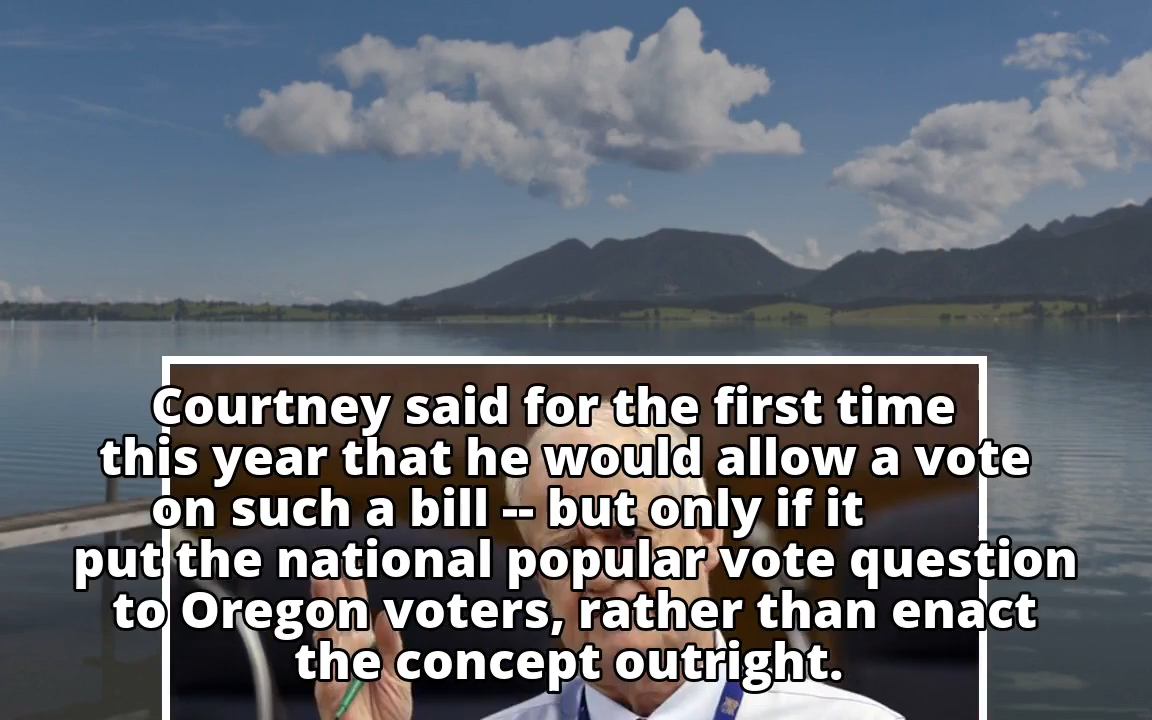 Courtney said for the first time
this year that he would allow a vote
on such a bill -- but only if it
put the national popular vote question
to Oregon voters, rather than enact
the concept outright.